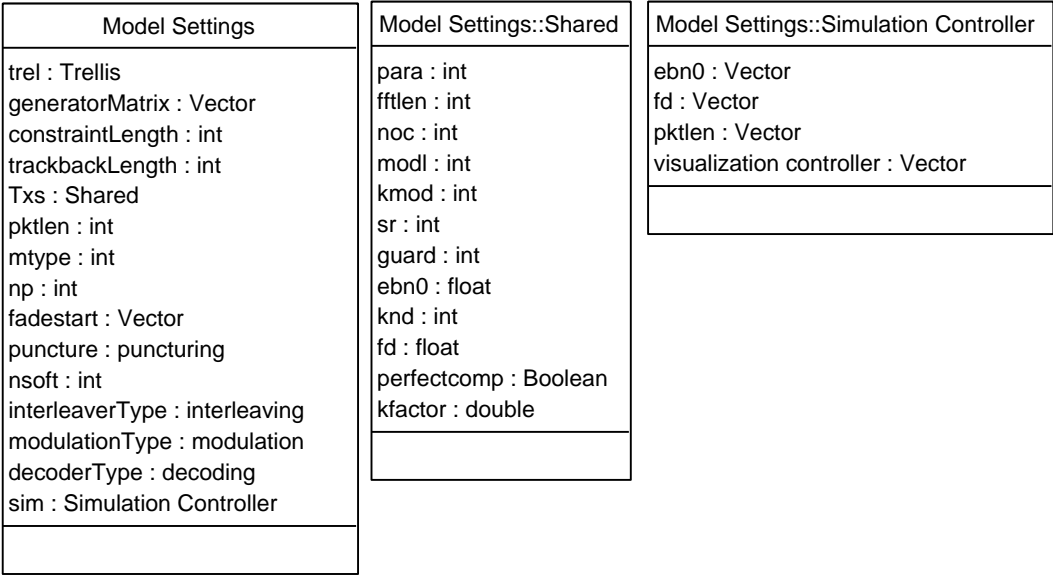 Model Settings
trel : Trellis
generatorMatrix : Vector
constraintLength : int
trackbackLength : int
Txs : Shared
pktlen : int
mtype : int
np : int
fadestart : Vector
puncture : puncturing
nsoft : int
interleaverType : interleaving
modulationType : modulation
decoderType : decoding
sim : Simulation Controller
Model Settings::Shared
para : int
fftlen : int
noc : int
modl : int
kmod : int
sr : int
guard : int
ebn0 : float
knd : int
fd : float
perfectcomp : Boolean
kfactor : double
Model Settings::Simulation Controller
ebn0 : Vector
fd : Vector
pktlen : Vector
visualization controller : Vector